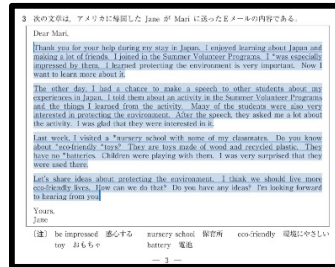 3 次の文章は，アメリカに帰国した Jane が Mari に送ったEメールの内容である。
Dear Mari,
Thank you for your help during my stay in Japan. I enjoyed learning about Japan and
making a lot of friends. I joined in the Summer Volunteer Programs. I *was especially
impressed by them. I learned protecting the environment is very important. Now I
want to learn more about it.
The other day, I had a chance to make a speech to other students about my
experiences in Japan. I told them about an activity in the Summer Volunteer Programs
and the things I learned from the activity. Many of the students were also very
interested in protecting the environment. After the speech, they asked me a lot about
the activity. I was glad that they were interested in it.
Last week, I visited a *nursery school with some of my classmates. Do you know
about *eco-friendly *toys? They are toys made of wood and recycled plastic. They
have no *batteries. Children were playing with them. I was very surprised that they
were used there.
Let's share ideas about protecting the environment. I think we should live more
eco-friendly lives. How can we do that? Do you have any ideas? I'm looking forward
to hearing from you.
Yours,
Jane
〔注〕 be impressed 感心する nursery school 保育所 eco-friendly 環境にやさしい
toy おもちゃ battery 電池
— 3 —